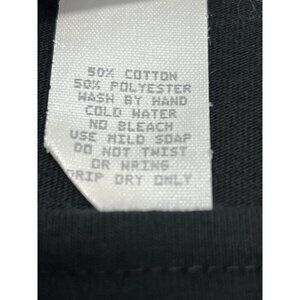 50% COTTON
50% POLYESTER
WASH BY HAND
COLD WATER
NO BLEACH
USE MILD SOAP
DO NOT TWIST
OR WRING
DRIP DRY ONLY